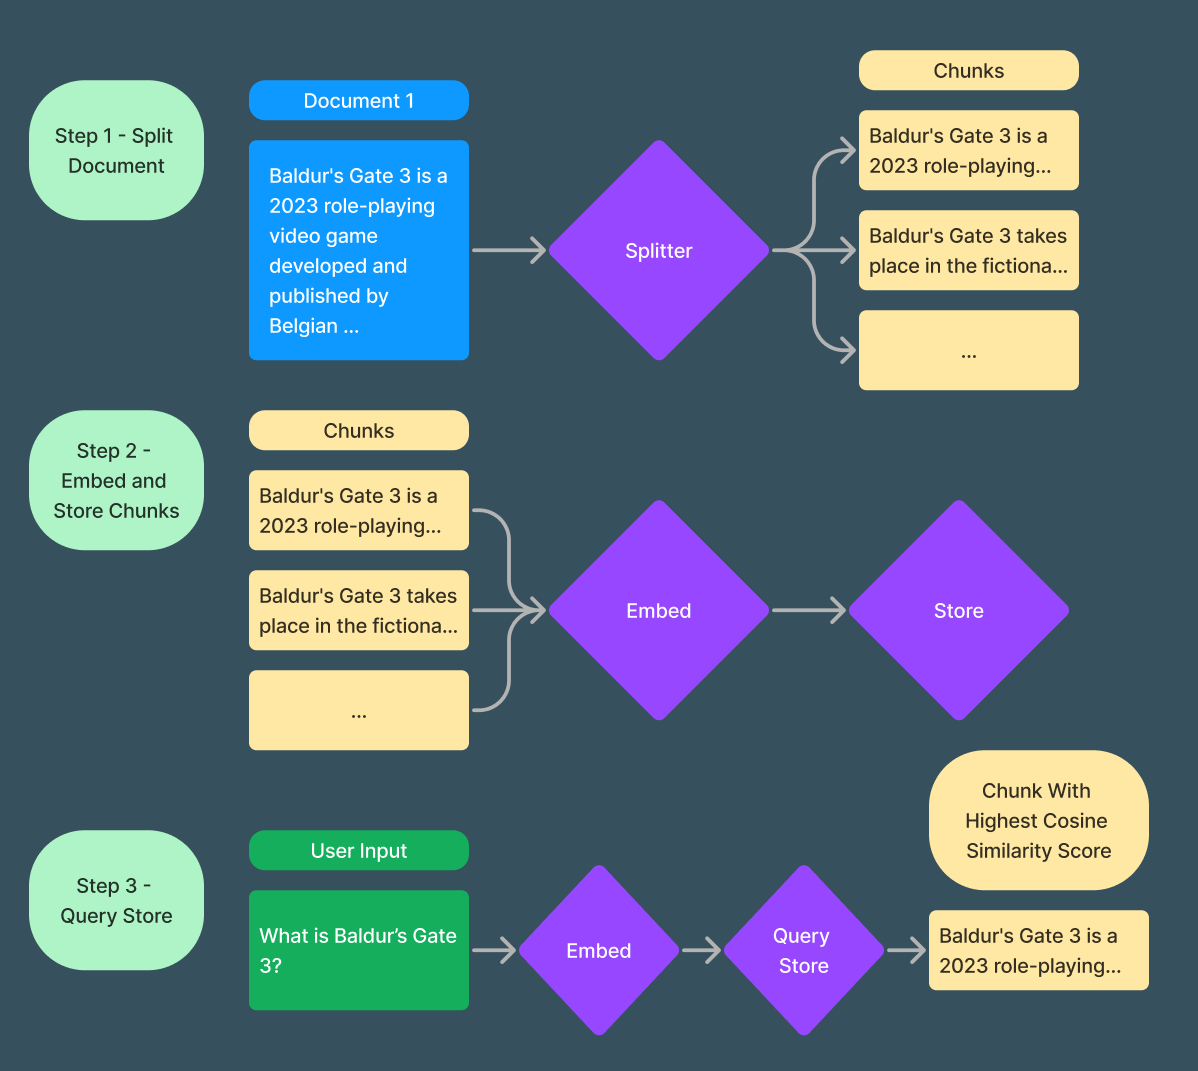 Step 1 - Split
Document
Document 1
Baldur's Gate 3 is a
2023 role-playing
video game
developed and
published by
Belgian ...
Splitter
Chunks
Baldur's Gate 3 is a
2023 role-playing...
Baldur's Gate 3 takes
place in the fictiona...
...
Step 2 -
Embed and
Store Chunks
Chunks
Baldur's Gate 3 is a
2023 role-playing...
Baldur's Gate 3 takes
place in the fictiona...
...
Embed
Store
Step 3 -
Query Store
User Input
What is Baldur’s Gate
3?
Embed
Query
Store
Chunk With
Highest Cosine
Similarity Score
Baldur's Gate 3 is a
2023 role-playing...